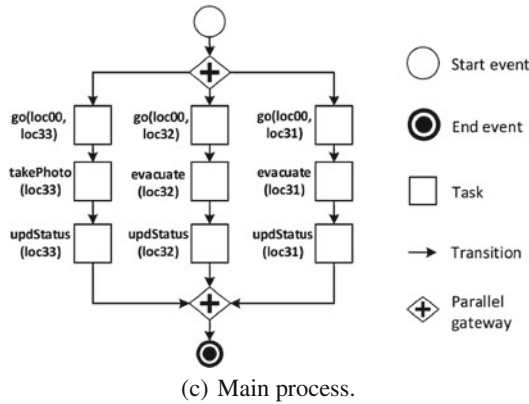 go(loc00,
loc33)
go(loc00,
loc32)
go(loc00,
loc31)
takePhoto
(loc33)
evacuate
(loc32)
evacuate
(loc31)
updStatus
(loc33)
updStatus
(loc32)
updStatus
(loc31)
Start event
End event
Task
Transition
Parallel
gateway
(c) Main process.